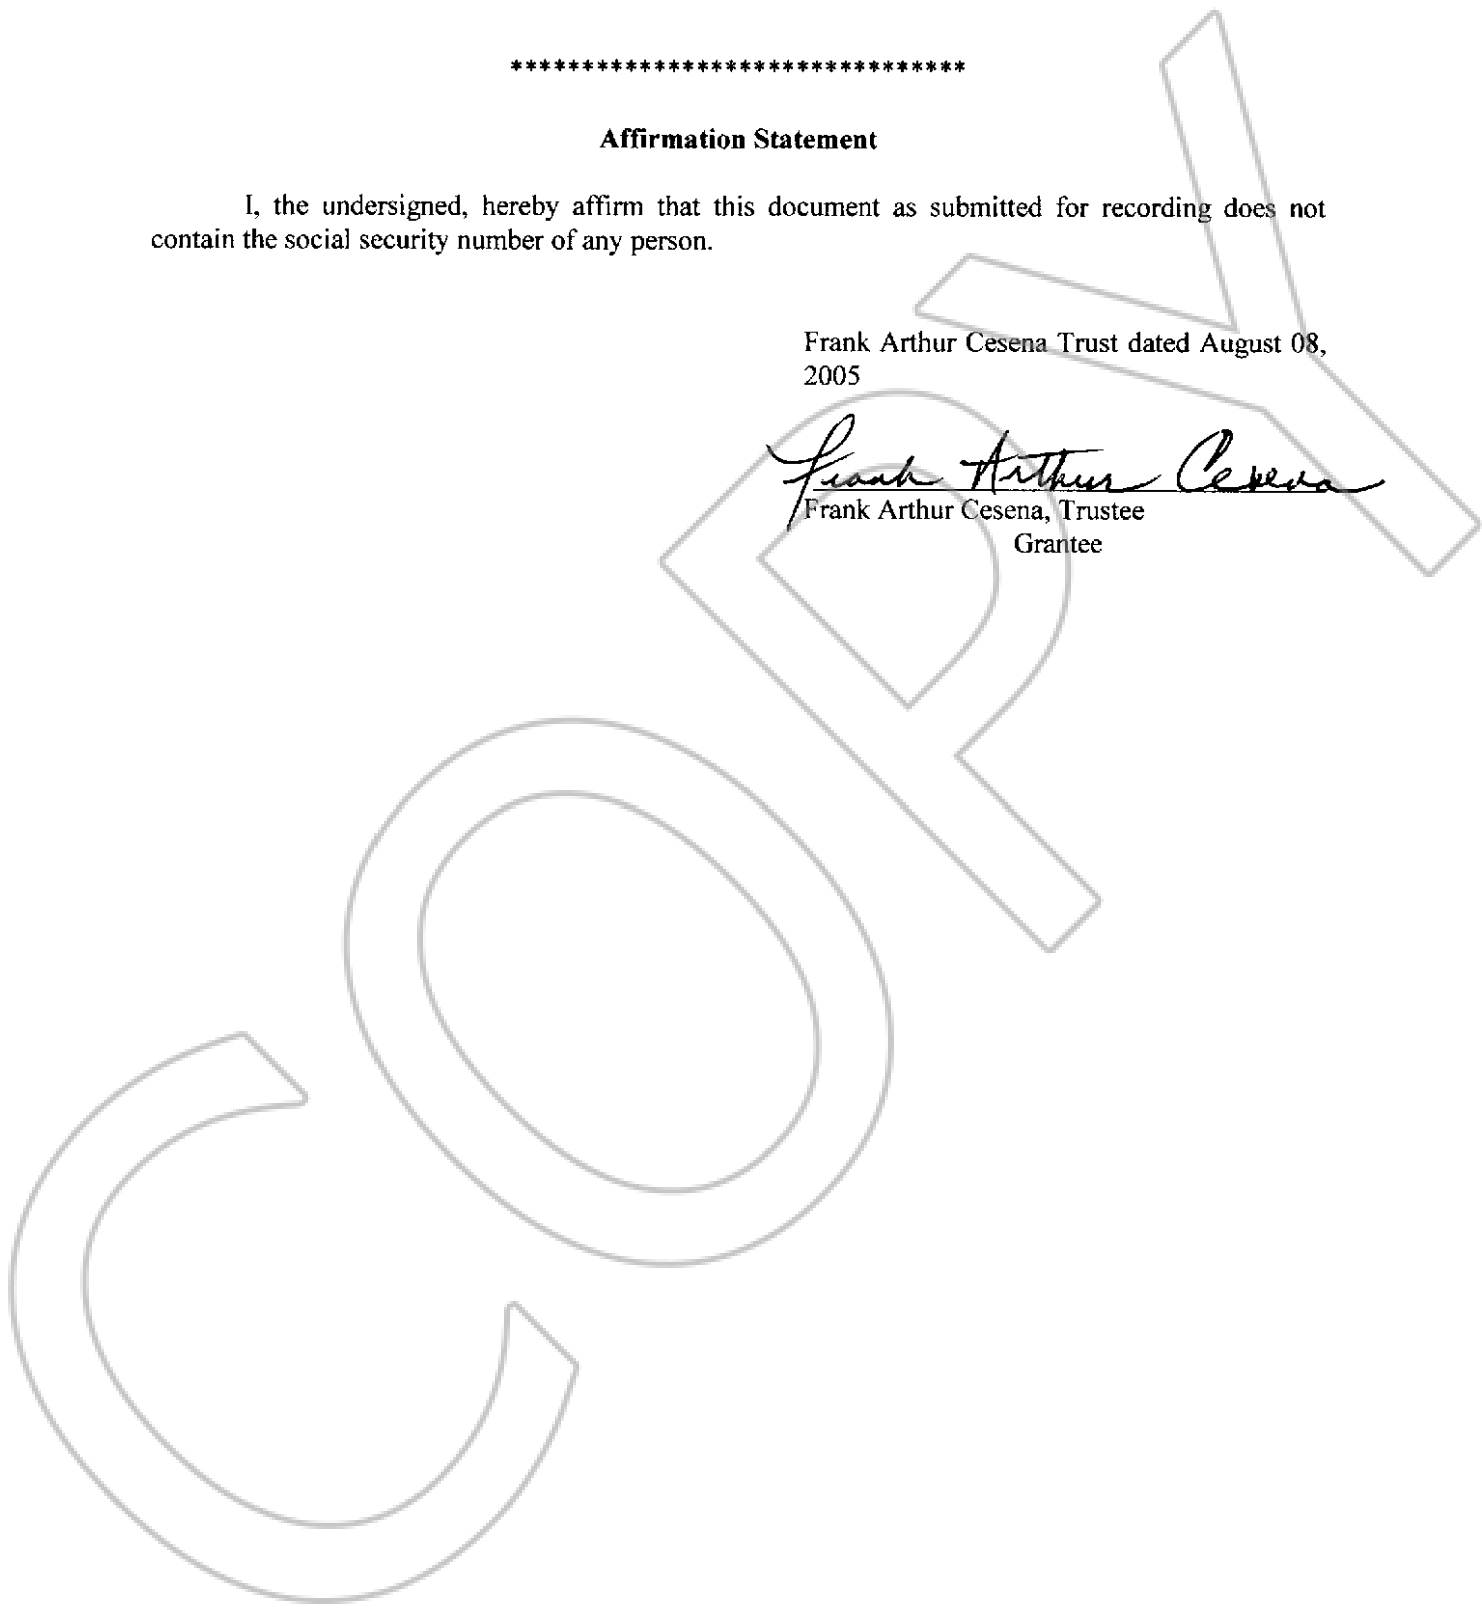 ********************************
Affirmation Statement
I, the undersigned, hereby affirm that this document as submitted for recording does not
contain the social security number of any person.
Frank Arthur Cesena Trust dated August 08,
2005
Frank Arthur Cesena
Frank Arthur Cesena, Trustee
Grantee
COPY